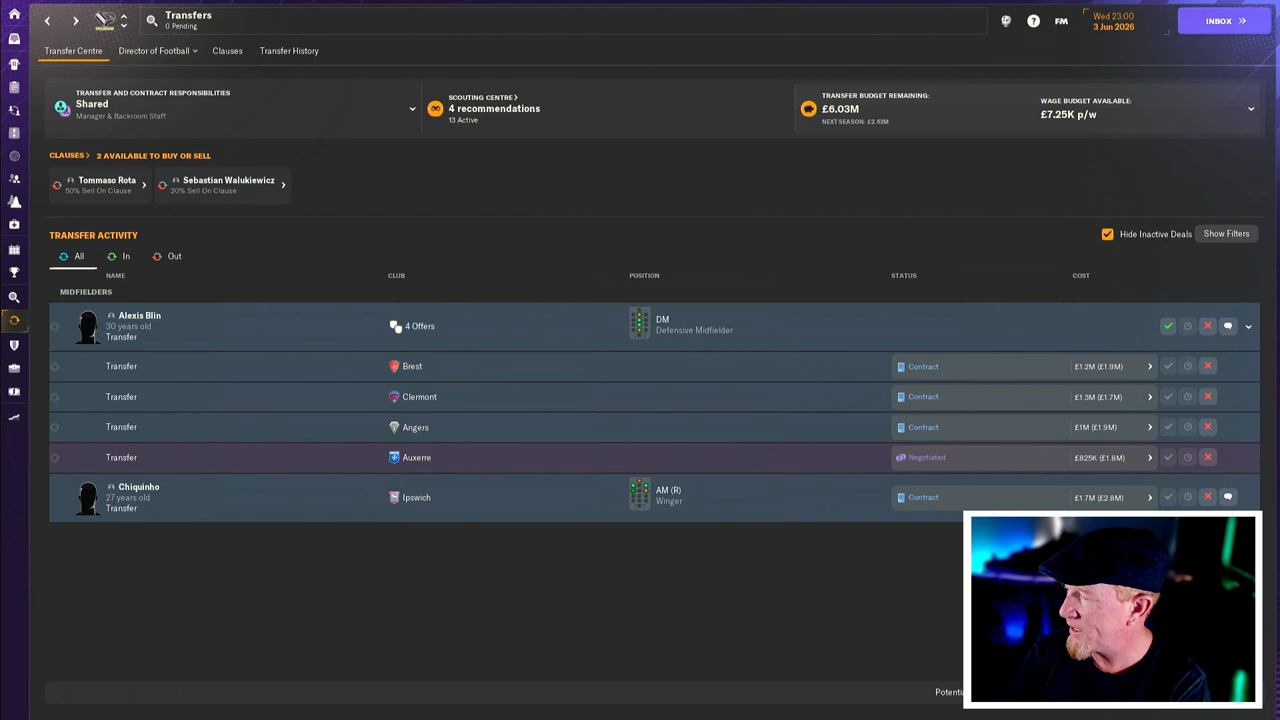 Transfers
0 Pending
FM
Wed 23:00
3 Jun 2026
INBOX
Transfer Centre
Director of Football
Clauses
Transfer History
TRANSFER AND CONTRACT RESPONSIBILITIES
Shared
Manager & Backroom Staff
SCOUTING CENTRE >
4 recommendations
13 Active
TRANSFER BUDGET REMAINING:
£6.03M
NEXT SEASON: £2.63M
WAGE BUDGET AVAILABLE:
£7.25K p/w
CLAUSES > 2 AVAILABLE TO BUY OR SELL
Tommaso Rota
50% Sell On Clause
Sebastian Walukiewicz
20% Sell On Clause
TRANSFER ACTIVITY
Hide Inactive Deals
Show Filters
All
In
Out
NAME CLUB POSITION STATUS COST
MIDFIELDERS
Alexis Blin
30 years old
Transfer
4 Offers
DM
Defensive Midfielder
Transfer Brest Contract £1.2M (£1.9M)
Transfer Clermont Contract £1.3M (£1.7M)
Transfer Angers Contract £1M (£1.9M)
Transfer Auxerre Negotiated £825K (£1.8M)
Chiquinho
27 years old
Transfer
Ipswich
AM (R)
Winger
Contract £1.7M (£2.8M)